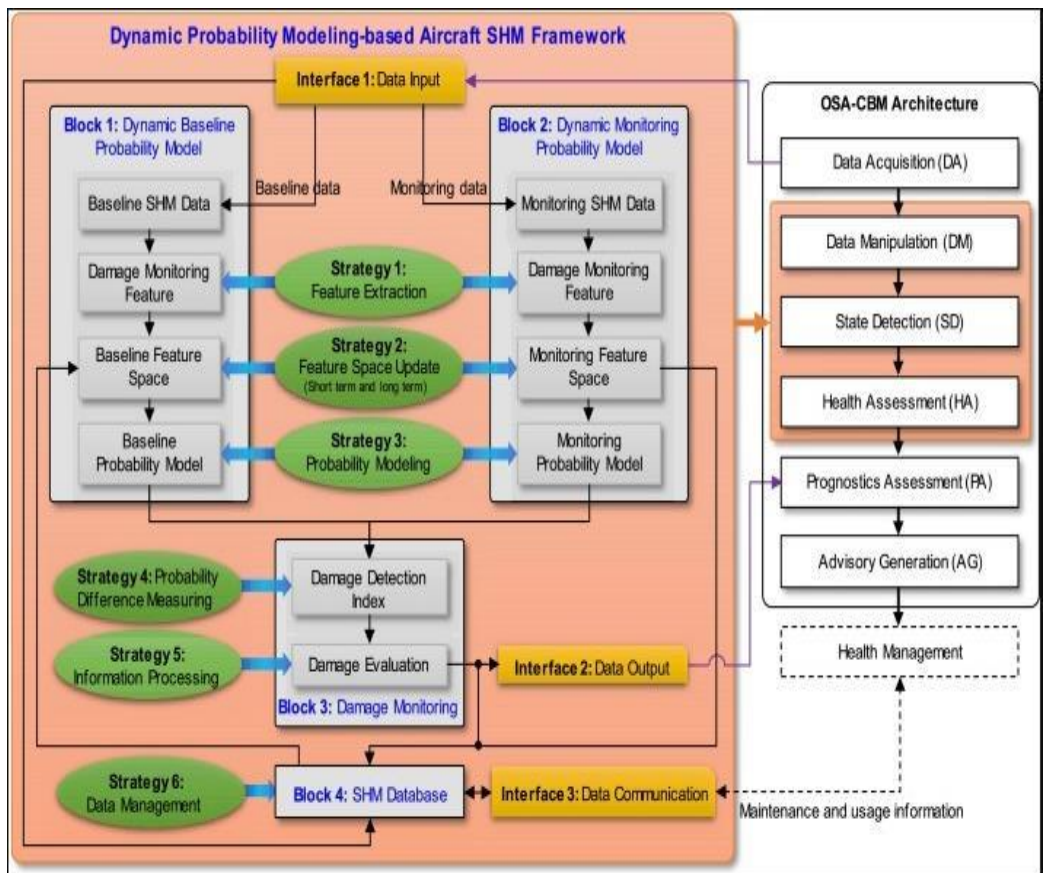 Dynamic Probability Modeling-based Aircraft SHM Framework
Interface 1: Data Input
Block 1: Dynamic Baseline
Probability Model
Baseline SHM Data
Damage Monitoring
Feature
Baseline Feature
Space
Baseline
Probability Model
Baseline data
Monitoring data
Block 2: Dynamic Monitoring
Probability Model
Monitoring SHM Data
Damage Monitoring
Feature
Monitoring Feature
Space
Monitoring
Probability Model
Strategy 1:
Feature Extraction
Strategy 2:
Feature Space Update
(Short term and long term)
Strategy 3:
Probability Modeling
Strategy 4: Probability
Difference Measuring
Strategy 5:
Information Processing
Damage Detection
Index
Damage Evaluation
Block 3: Damage Monitoring
Interface 2: Data Output
Strategy 6:
Data Management
Block 4: SHM Database
Interface 3: Data Communication
OSA-CBM Architecture
Data Acquisition (DA)
Data Manipulation (DM)
State Detection (SD)
Health Assessment (HA)
Prognostics Assessment (PA)
Advisory Generation (AG)
Health Management
Maintenance and usage information